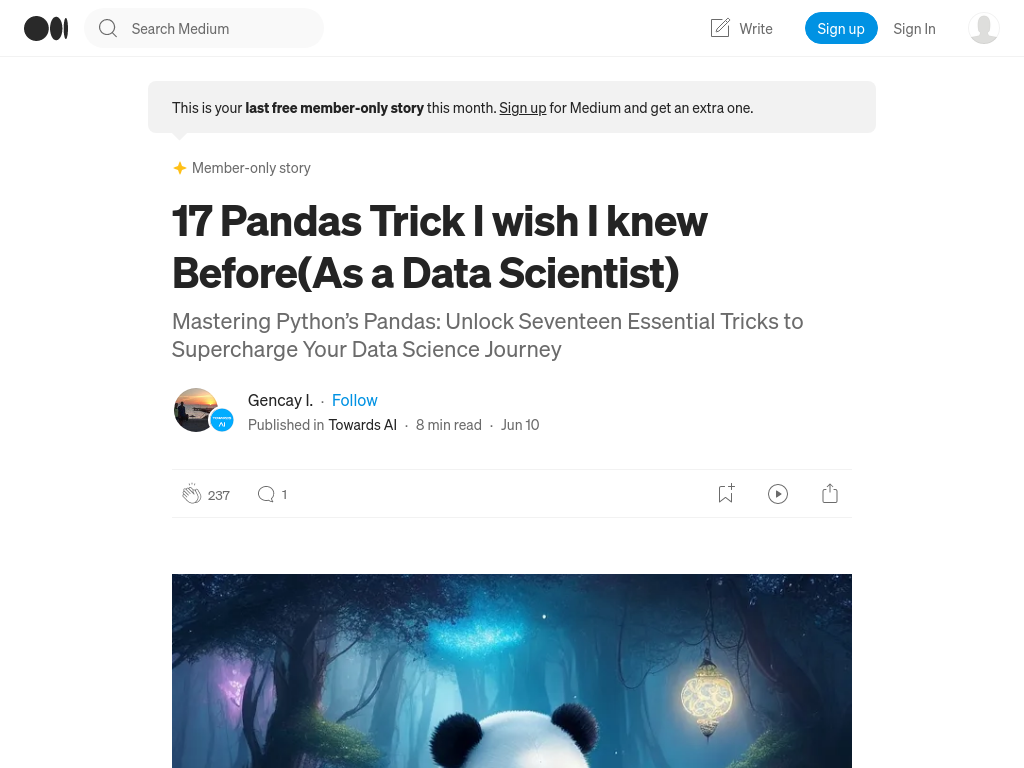 Search Medium
Write
Sign up
Sign In
This is your last free member-only story this month. Sign up for Medium and get an extra one.
Member-only story
17 Pandas Trick I wish I knew
Before(As a Data Scientist)
Mastering Python’s Pandas: Unlock Seventeen Essential Tricks to
Supercharge Your Data Science Journey
Gencay I. · Follow
Published in Towards AI · 8 min read · Jun 10
237
1